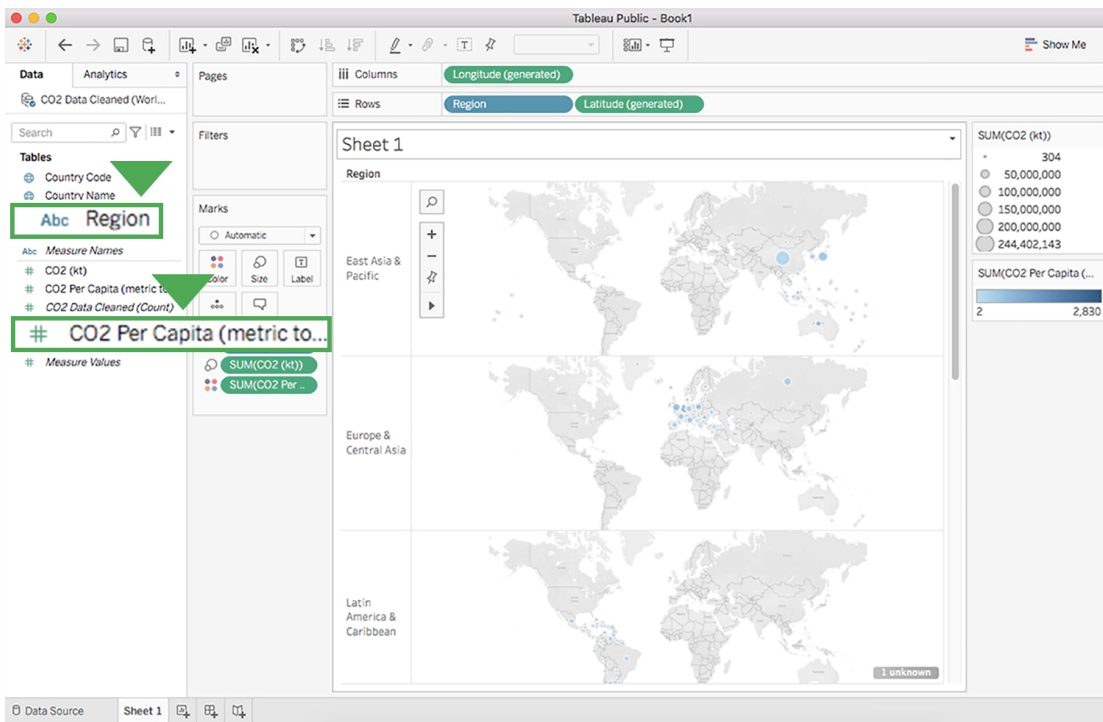 Tableau Public - Book1
Show Me
Data
Analytics
Pages
Columns
Longitude (generated)
CO2 Data Cleaned (Worl...
Rows
Region
Latitude (generated)
Search
Filters
Sheet 1
SUM(CO2 (kt))
Tables
304
Country Code
50,000,000
Country Name
Region
100,000,000
Abc Region
150,000,000
Marks
200,000,000
Automatic
244,402,143
Abc Measure Names
# CO2 (kt)
Color
Size
Label
East Asia &
Pacific
SUM(CO2 Per Capita (...
# CO2 Per Capita (metric to
# CO2 Data Cleaned (Count)
2
2,830
# CO2 Per Capita (metric to...
# Measure Values
SUM(CO2 (kt))
SUM(CO2 Per ..
Europe &
Central Asia
Latin
America &
Caribbean
1 unknown
Data Source
Sheet 1